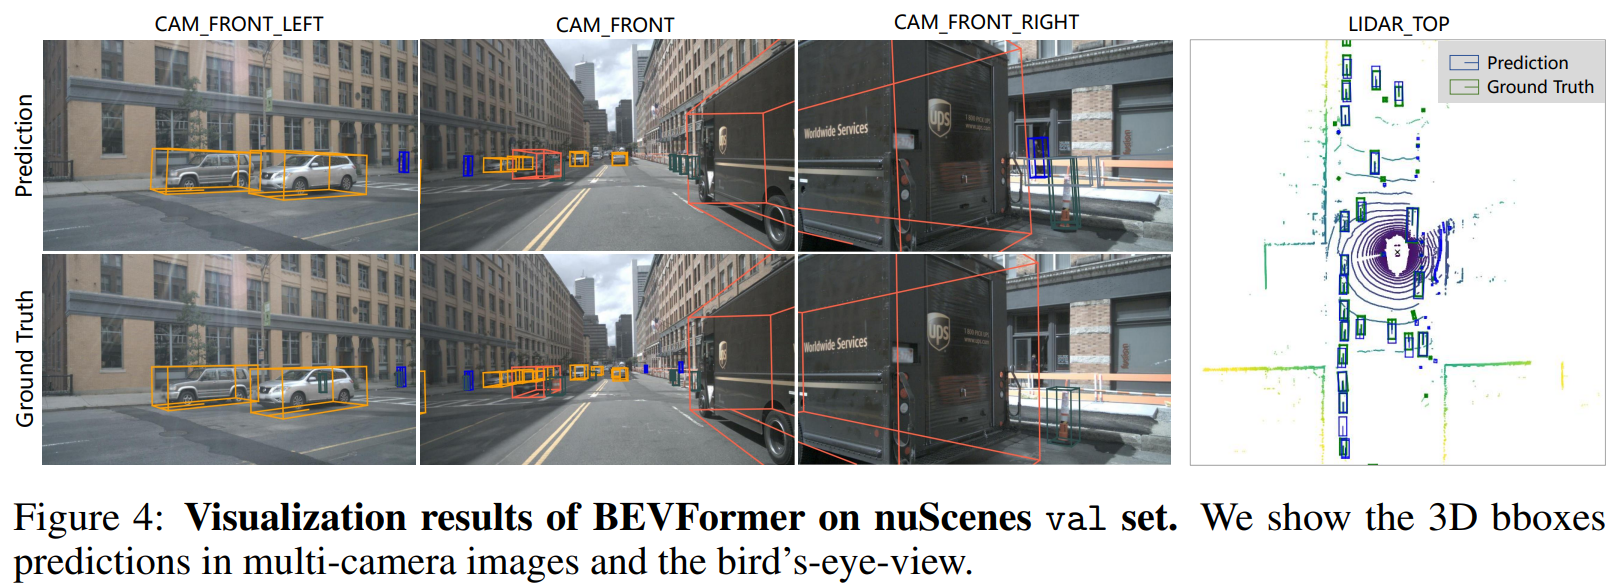 CAM_FRONT_LEFT
CAM_FRONT
CAM_FRONT_RIGHT
LIDAR_TOP
Prediction
ups
Worldwide Services
ups
Prediction
Ground Truth
Ground Truth
ups
Worldwide Services
ups
Figure 4: Visualization results of BEVFormer on nuScenes val set. We show the 3D bboxes
predictions in multi-camera images and the bird's-eye-view.